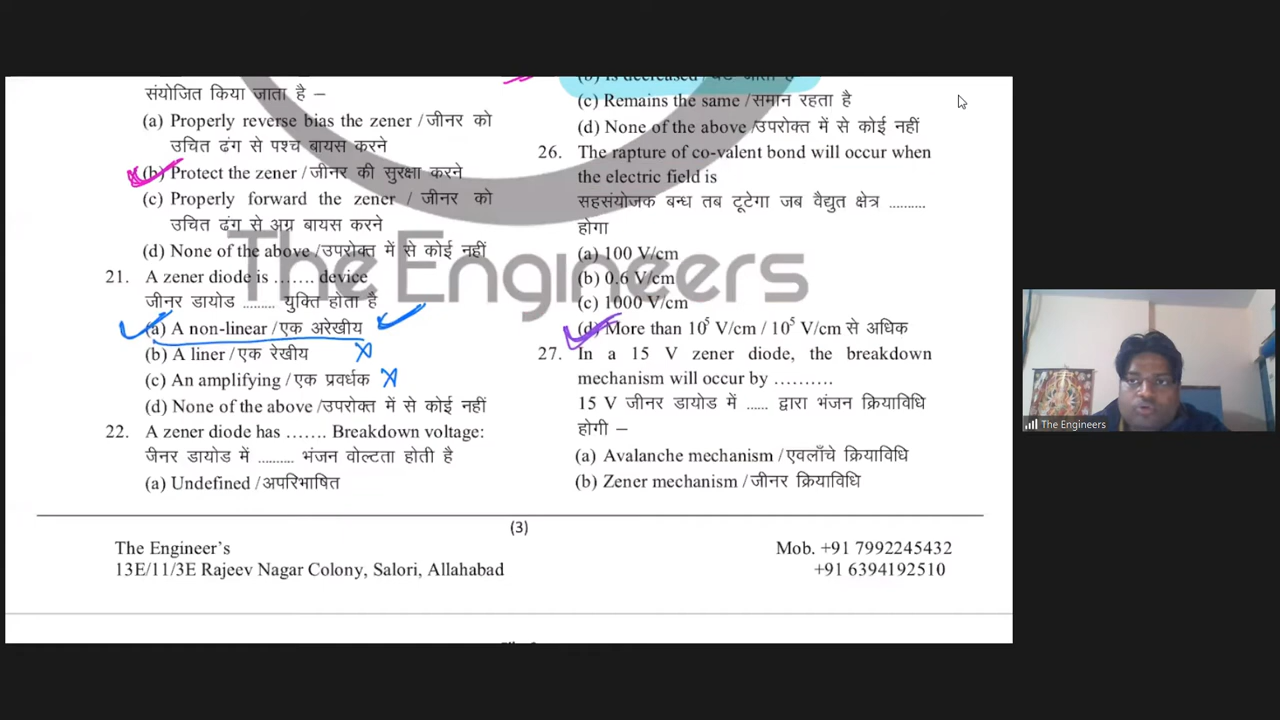 संयोजित किया जाता है –
(a) Properly reverse bias the zener / जीनर को
उचित ढंग से पश्च बायस करने
(b) Protect the zener / जीनर की सुरक्षा करने
(c) Properly forward the zener / जीनर को
उचित ढंग से अग्र बायस करने
(d) None of the above / उपरोक्त में से कोई नहीं
21. A zener diode is ……. device
जीनर डायोड ......... युक्ति होता है
(a) A non-linear / एक अरेखीय
(b) A liner / एक रेखीय
(c) An amplifying / एक प्रवर्धक
(d) None of the above / उपरोक्त में से कोई नहीं
22. A zener diode has ……. Breakdown voltage:
जेनर डायोड में .......... भंजन वोल्टता होती है
(a) Undefined / अपरिभाषित
(b) Is decreased / घट जाता है
(c) Remains the same / समान रहता है
(d) None of the above / उपरोक्त में से कोई नहीं
26. The rapture of co-valent bond will occur when
the electric field is
सहसंयोजक बन्ध तब टूटेगा जब वैद्युत क्षेत्र ..........
होगा
(a) 100 V/cm
(b) 0.6 V/cm
(c) 1000 V/cm
(d) More than 10⁵ V/cm / 10⁵ V/cm से अधिक
27. In a 15 V zener diode, the breakdown
mechanism will occur by ……….
15 V जीनर डायोड में ...... द्वारा भंजन क्रियाविधि
होगी –
(a) Avalanche mechanism / एवलाँचे क्रियाविधि
(b) Zener mechanism / जीनर क्रियाविधि
The Engineers
(3)
The Engineer's
13E/11/3E Rajeev Nagar Colony, Salori, Allahabad
Mob. +91 7992245432
+91 6394192510
The Engineers